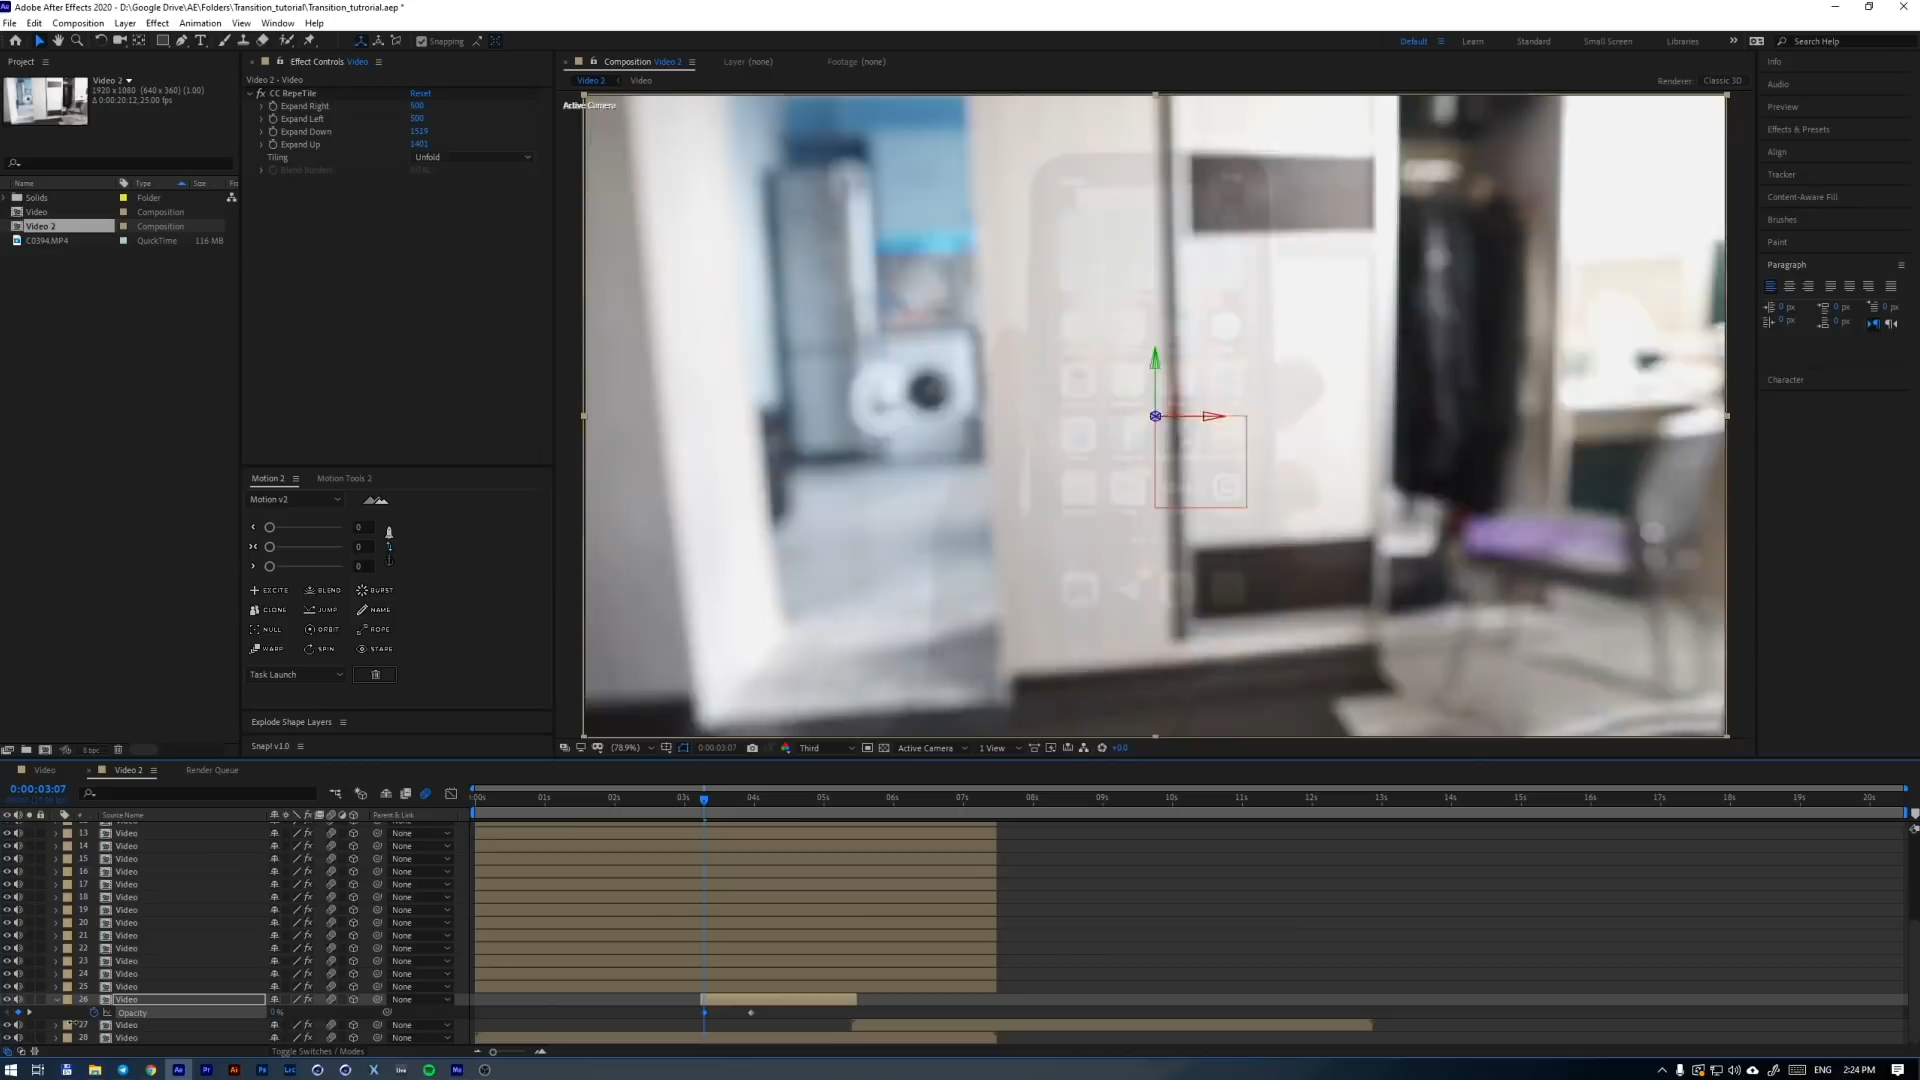 Adobe After Effects 2020 - D:\Google Drive\AE\Folders\Transition_tutorial\Transition_tutrorial.aep *
File Edit Composition Layer Effect Animation View Window Help
Snapping Default Learn Standard Small Screen Libraries Search Help
Project Effect Controls Video Composition Video 2 Layer (none) Footage (none) Info
Video 2 Video 2 - Video Video 2 Video Renderer: Classic 3D Audio
1920 x 1080 (640 x 360) (1.00)
Δ 0:00:20:12, 25.00 fps
fx CC RepeTile Reset
Expand Right 500
Expand Left 500
Expand Down 1519
Expand Up 1401
Tiling Unfold
Active Camera
Preview
Effects & Presets
Align
Tracker
Content-Aware Fill
Brushes
Paint
Paragraph
0 px 0 px 0 px
0 px 0 px
Character
Name Type Size
Solids Folder
Video Composition
Video 2 Composition
C0394.MP4 QuickTime 116 MB
Motion 2 Motion Tools 2
Motion v2
0
0
0
EXCITE BLEND BURST
CLONE JUMP NAME
NULL ORBIT ROPE
WARP SPIN STARE
Task Launch
Explode Shape Layers
Snap! v1.0
8 bpc (78.9%) 0:00:03:07 Third Active Camera 1 View +0.0
Video Video 2 Render Queue
0:00:03:07
:00s 01s 02s 03s 04s 05s 06s 07s 08s 09s 10s 11s 12s 13s 14s 15s 16s 17s 18s 19s 20s
# Source Name Parent & Link
13 Video None
14 Video None
15 Video None
16 Video None
17 Video None
18 Video None
19 Video None
20 Video None
21 Video None
22 Video None
23 Video None
24 Video None
25 Video None
26 Video None
Opacity 0 %
27 Video None
28 Video None
Toggle Switches / Modes
Ae Pr Ai Ps Lrc Live Me ENG 2:24 PM